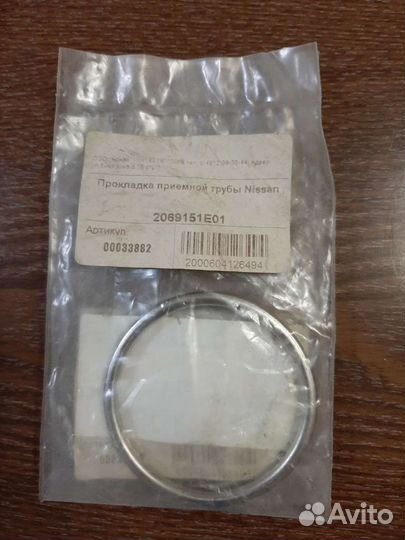 Прокладка приемной трубы Nissan
2069151E01
Артикул
00033882
2000604126494
Avito